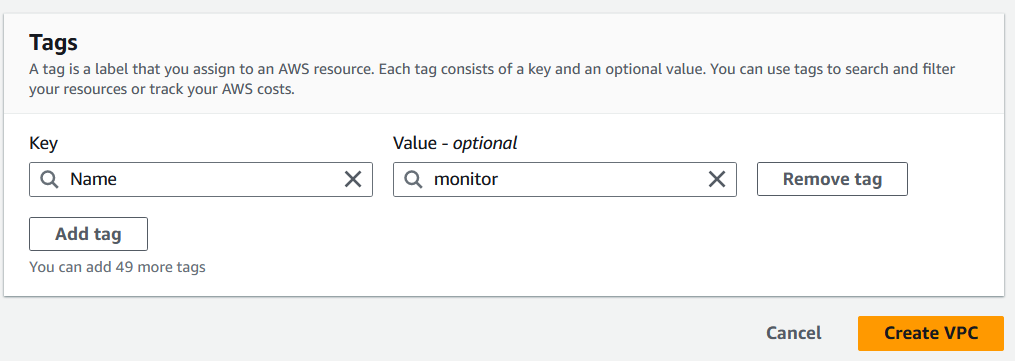 Tags
A tag is a label that you assign to an AWS resource. Each tag consists of a key and an optional value. You can use tags to search and filter
your resources or track your AWS costs.
Key Value - optional
Name monitor Remove tag
Add tag
You can add 49 more tags
Cancel Create VPC